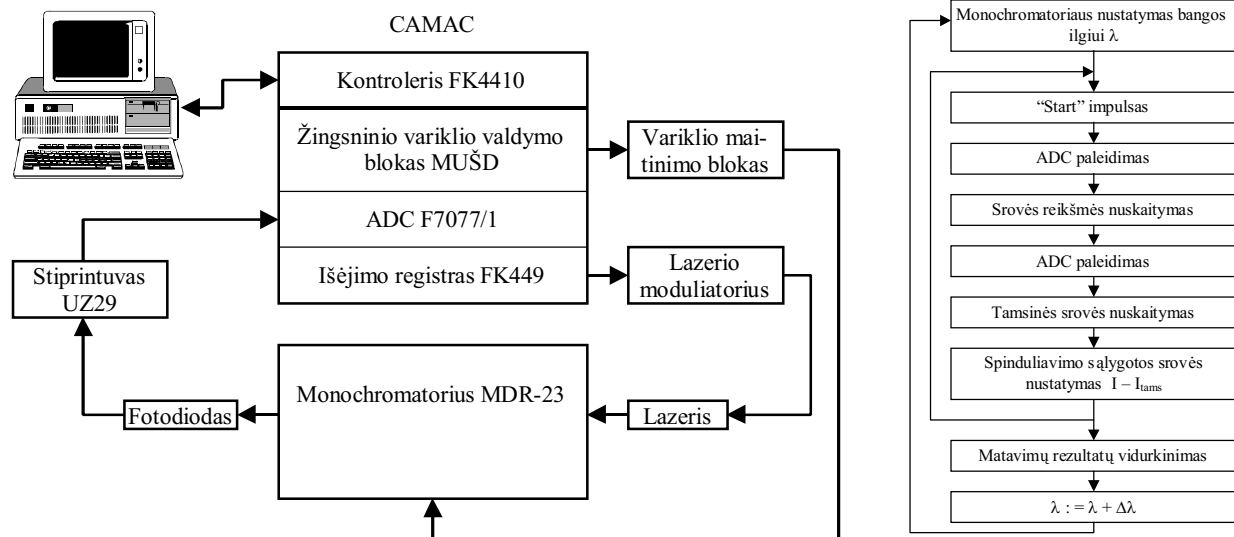 CAMAC
Kontroleris FK4410
Žingsninio variklio valdymo
blokas MUŠD
ADC F7077/1
Išėjimo registras FK449
Variklio mai-
tinimo blokas
Lazerio
moduliatorius
Stiprintuvas
UZ29
Monochromatorius MDR-23
Fotodiodas
Lazeris
Monochromatoriaus nustatymas bangos
ilgiui λ
“Start” impulsas
ADC paleidimas
Srovės reikšmės nuskaitymas
ADC paleidimas
Tamsinės srovės nuskaitymas
Spinduliavimo sąlygotos srovės
nustatymas I – Itams
Matavimų rezultatų vidurkinimas
λ : = λ + Δλ